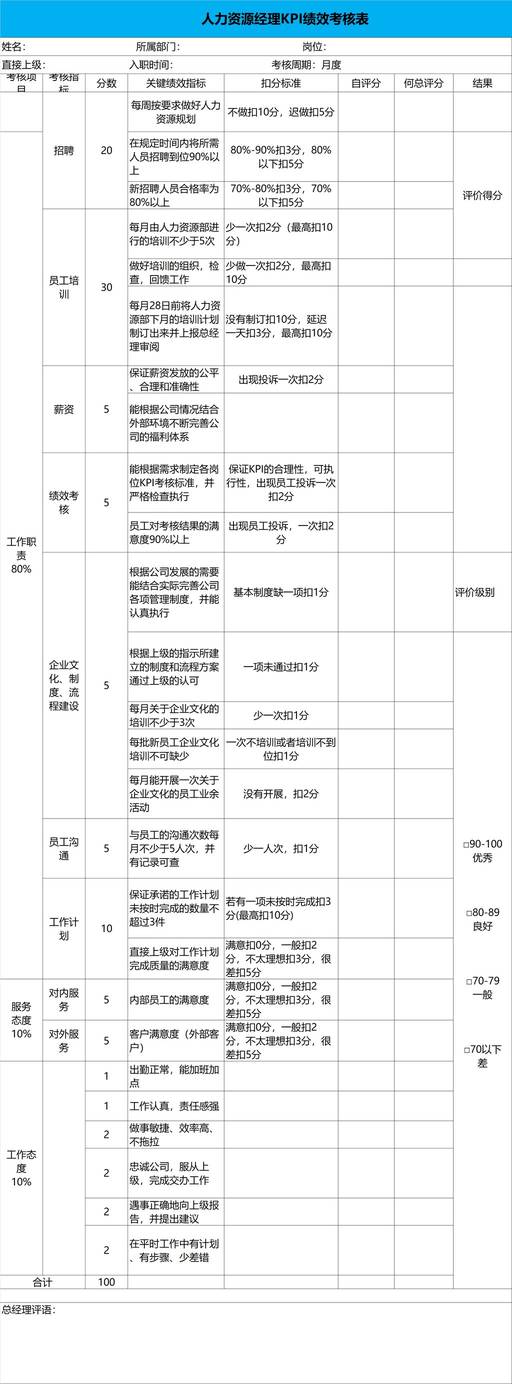 人力资源经理KPI绩效考核表
姓名： 所属部门： 岗位：
直接上级： 入职时间： 考核周期：月度
考核项目 考核指标 分数 关键绩效指标 扣分标准 自评分 何总评分 结果
招聘 20
每周按要求做好人力
资源规划
不做扣10分，迟做扣5分
在规定时间内将所需
人员招聘到位90%以
上
80%-90%扣3分，80%
以下扣5分
新招聘人员合格率为
80%以上
70%-80%扣3分，70%
以下扣5分
评价得分
员工培
训
30
每月由人力资源部进
行的培训不少于5次
少一次扣2分（最高扣10
分）
做好培训的组织，检
查，回馈工作
少做一次扣2分，最高扣
10分
每月28日前将人力资
源部下月的培训计划
制订出来并上报总经
理审阅
没有制订扣10分，延迟
一天扣3分，最高扣10分
薪资 5
保证薪资发放的公平
、合理和准确性
出现投诉一次扣2分
能根据公司情况结合
外部环境不断完善公
司的福利体系
绩效考
核
5
能根据需求制定各岗
位KPI考核标准，并
严格检查执行
保证KPI的合理性，可执
行性，出现员工投诉一次
扣2分
员工对考核结果的满
意度90%以上
出现员工投诉，一次扣2
分
工作职
责
80%
企业文
化、制
度、流
程建设
5
根据公司发展的需要
能结合实际完善公司
各项管理制度，并能
认真执行
基本制度缺一项扣1分
评价级别
根据上级的指示所建
立的制度和流程方案
通过上级的认可
一项未通过扣1分
每月关于企业文化的
培训不少于3次
少一次扣1分
每批新员工企业文化
培训不可缺少
一次不培训或者培训不到
位扣1分
每月能开展一次关于
企业文化的员工业余
活动
没有开展，扣2分
员工沟
通
5
与员工的沟通次数每
月不少于5人次，并
有记录可查
少一人次，扣1分
□90-100
优秀
工作计
划
10
保证承诺的工作计划
未按时完成的数量不
超过3件
若有一项未按时完成扣3
分(最高扣10分)
□80-89
良好
直接上级对工作计划
完成质量的满意度
满意扣0分，一般扣2
分，不太理想扣3分，很
差扣5分
服务
态度
10%
对内服
务
5
内部员工的满意度
满意扣0分，一般扣2
分，不太理想扣3分，很
差扣5分
□70-79
一般
对外服
务
5
客户满意度（外部客
户）
满意扣0分，一般扣2
分，不太理想扣3分，很
差扣5分
□70以下
差
工作态
度
10%
1
出勤正常，能加班加
点
1
工作认真，责任感强
2
做事敏捷、效率高、
不拖拉
2
忠诚公司，服从上
级，完成交办工作
2
遇事正确地向上级报
告，并提出建议
2
在平时工作中有计划
、有步骤、少差错
合计 100
总经理评语：